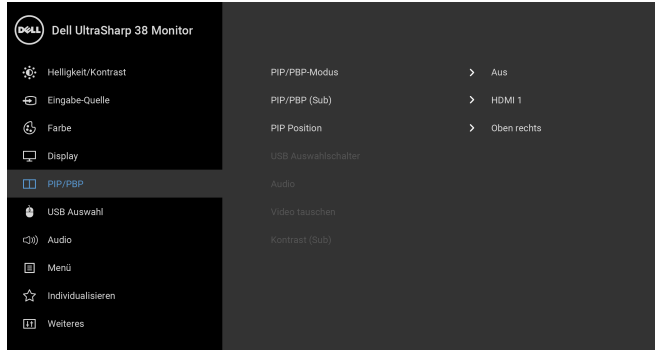 DELL Dell UltraSharp 38 Monitor
Helligkeit/Kontrast PIP/PBP-Modus Aus
Eingabe-Quelle PIP/PBP (Sub) HDMI 1
Farbe PIP Position Oben rechts
Display USB Auswahlschalter
PIP/PBP Audio
USB Auswahl Video tauschen
Audio Kontrast (Sub)
Menü
Individualisieren
Weiteres